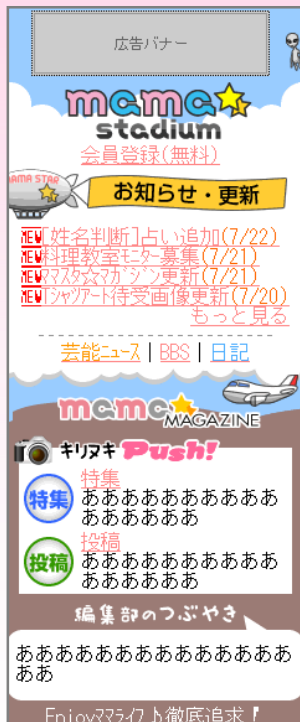 広告バナー
mama
stadium
会員登録(無料)
MAMA STAR
お知らせ・更新
NEW[姓名判断]占い追加(7/22)
NEW料理教室ﾓﾆﾀｰ募集(7/21)
NEWﾏﾏｽﾀ☆ﾏｶﾞｼﾞﾝ更新(7/21)
NEWTｼｬﾂｱｰﾄ待受画像更新(7/20)
もっと見る
芸能ﾆｭｰｽ | BBS | 日記
mama
MAGAZINE
キリヌキ Push!
特集
特集
ああああああああああ
ああああああ
投稿
投稿
ああああああああああ
ああああああ
編集部のつぶやき
ああああああああああああああ
ああ
Enjoyﾏﾏﾗｲﾌ♪徹底追求！